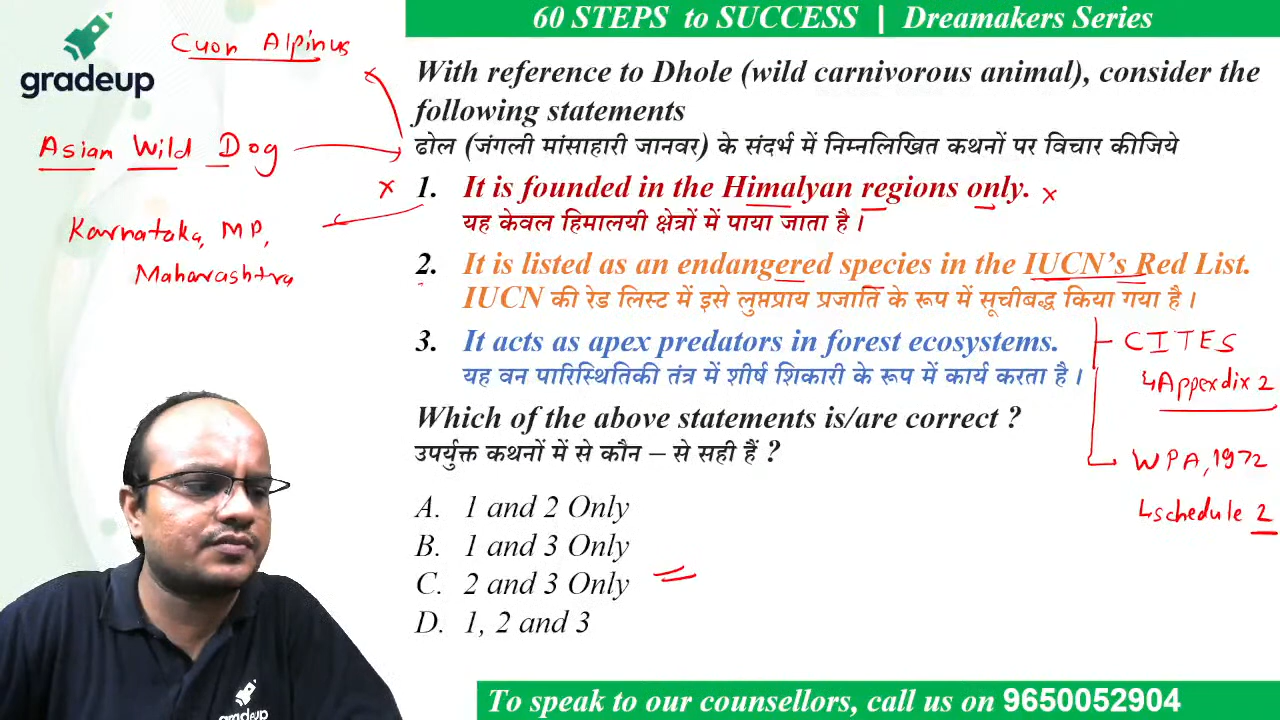 60 STEPS to SUCCESS | Dreamakers Series
gradeup
Cuon Alpinus
Asian Wild Dog
Karnataka, MP,
Maharashtra
With reference to Dhole (wild carnivorous animal), consider the
following statements
ढोल (जंगली मांसाहारी जानवर) के संदर्भ में निम्नलिखित कथनों पर विचार कीजिये
x 1. It is founded in the Himalyan regions only. x
यह केवल हिमालयी क्षेत्रों में पाया जाता है।
2. It is listed as an endangered species in the IUCN's Red List.
IUCN की रेड लिस्ट में इसे लुप्तप्राय प्रजाति के रूप में सूचीबद्ध किया गया है।
3. It acts as apex predators in forest ecosystems.
यह वन पारिस्थितिकी तंत्र में शीर्ष शिकारी के रूप में कार्य करता है।
CITES
Appexdix 2
WPA, 1972
schedule 2
Which of the above statements is/are correct ?
उपर्युक्त कथनों में से कौन – से सही हैं ?
A. 1 and 2 Only
B. 1 and 3 Only
C. 2 and 3 Only
D. 1, 2 and 3
gradeup
To speak to our counsellors, call us on 9650052904